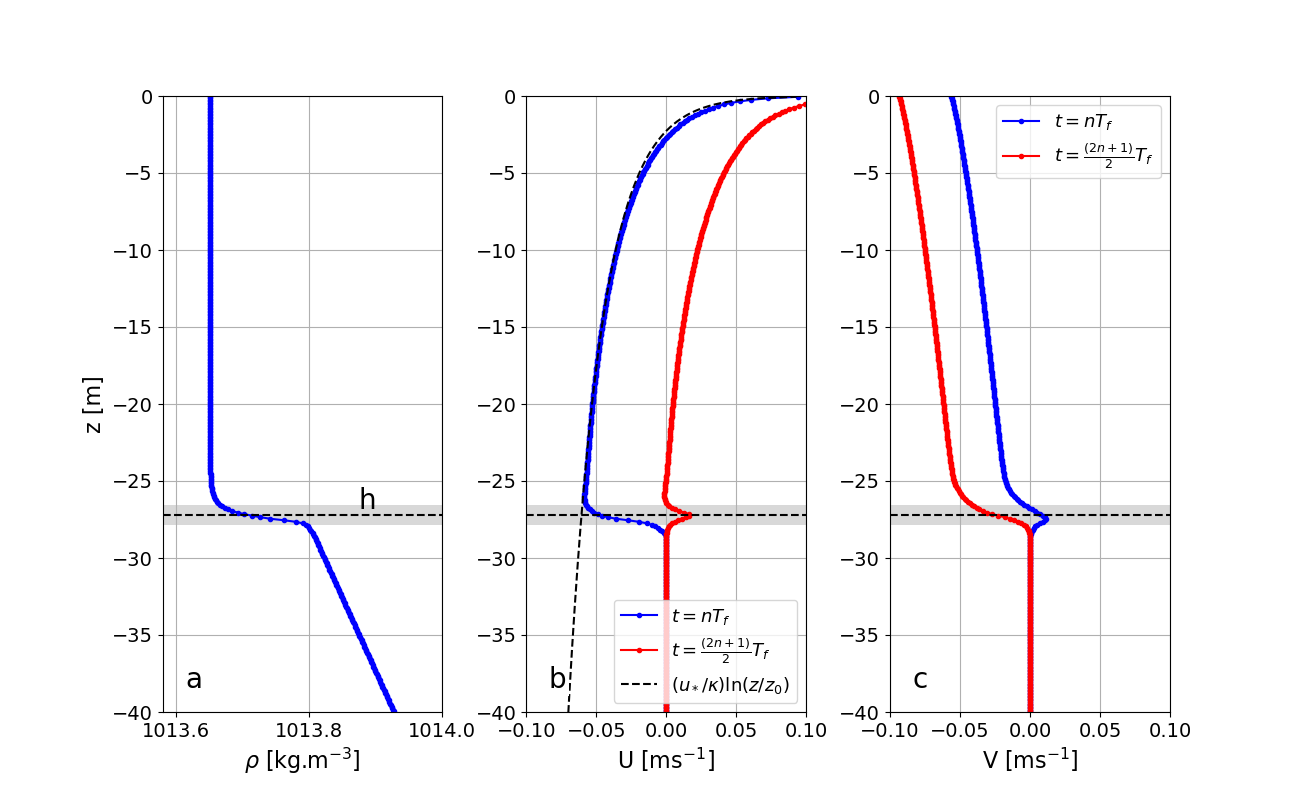 0
−5
−10
−15
−20
−25
−30
−35
−40
z [m]
h
a
1013.6 1013.8 1014.0
ρ [kg.m⁻³]
0
−5
−10
−15
−20
−25
−30
−35
−40
t = nT_f
t = (2n+1)/2 T_f
(u_*/κ)ln(z/z₀)
b
−0.10 −0.05 0.00 0.05 0.10
U [ms⁻¹]
0
−5
−10
−15
−20
−25
−30
−35
−40
t = nT_f
t = (2n+1)/2 T_f
c
−0.10 −0.05 0.00 0.05 0.10
V [ms⁻¹]